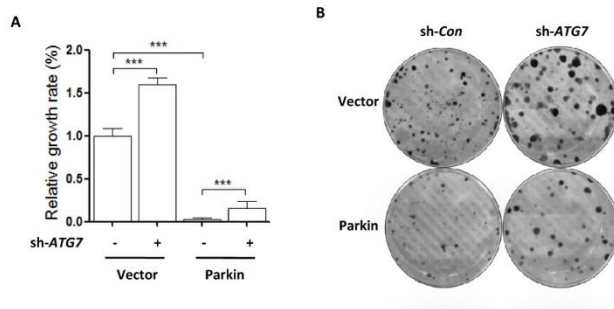 A
***
***
***
Relative growth rate (%)
2.0
1.5
1.0
0.5
0.0
sh-ATG7 - + - +
Vector Parkin
B
sh-Con sh-ATG7
Vector
Parkin